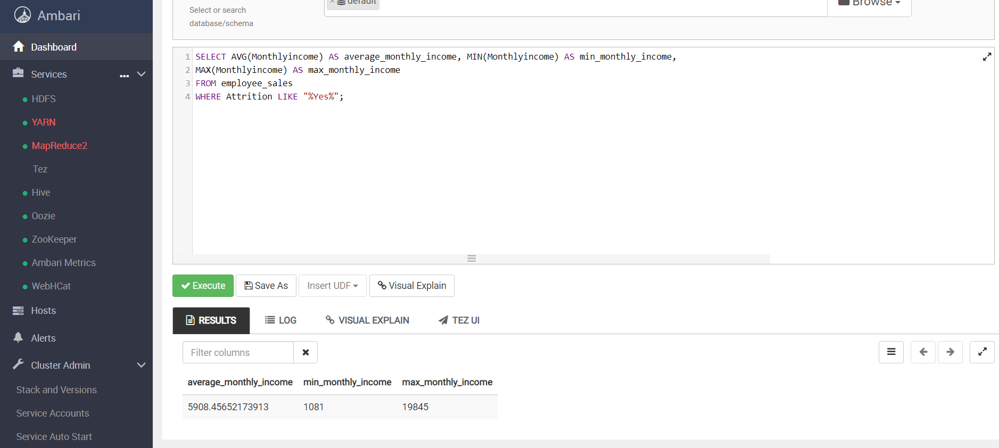 Ambari
Dashboard
Services
HDFS
YARN
MapReduce2
Tez
Hive
Oozie
ZooKeeper
Ambari Metrics
WebHCat
Hosts
Alerts
Cluster Admin
Stack and Versions
Service Accounts
Service Auto Start
Select or search
database/schema
× default
Browse
1 SELECT AVG(Monthlyincome) AS average_monthly_income, MIN(Monthlyincome) AS min_monthly_income,
2 MAX(Monthlyincome) AS max_monthly_income
3 FROM employee_sales
4 WHERE Attrition LIKE "%Yes%";
Execute Save As Insert UDF Visual Explain
RESULTS LOG VISUAL EXPLAIN TEZ UI
Filter columns
average_monthly_income min_monthly_income max_monthly_income
5908.45652173913 1081 19845